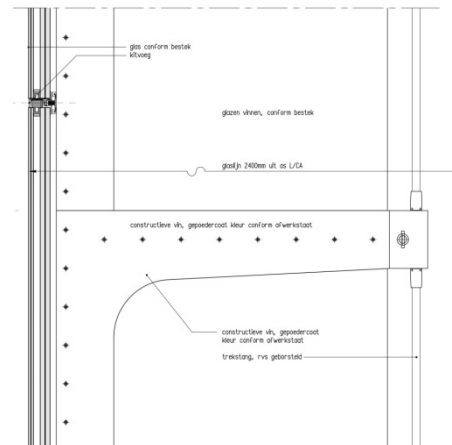 glas conform bestek
kitvoeg
glazen vinnen, conform bestek
glaslijn 2400mm uit as L/CA
constructieve vin, gepoedercoat kleur conform afwerkstaat
constructieve vin, gepoedercoat
kleur conform afwerkstaat
trekstang, rvs geborsteld